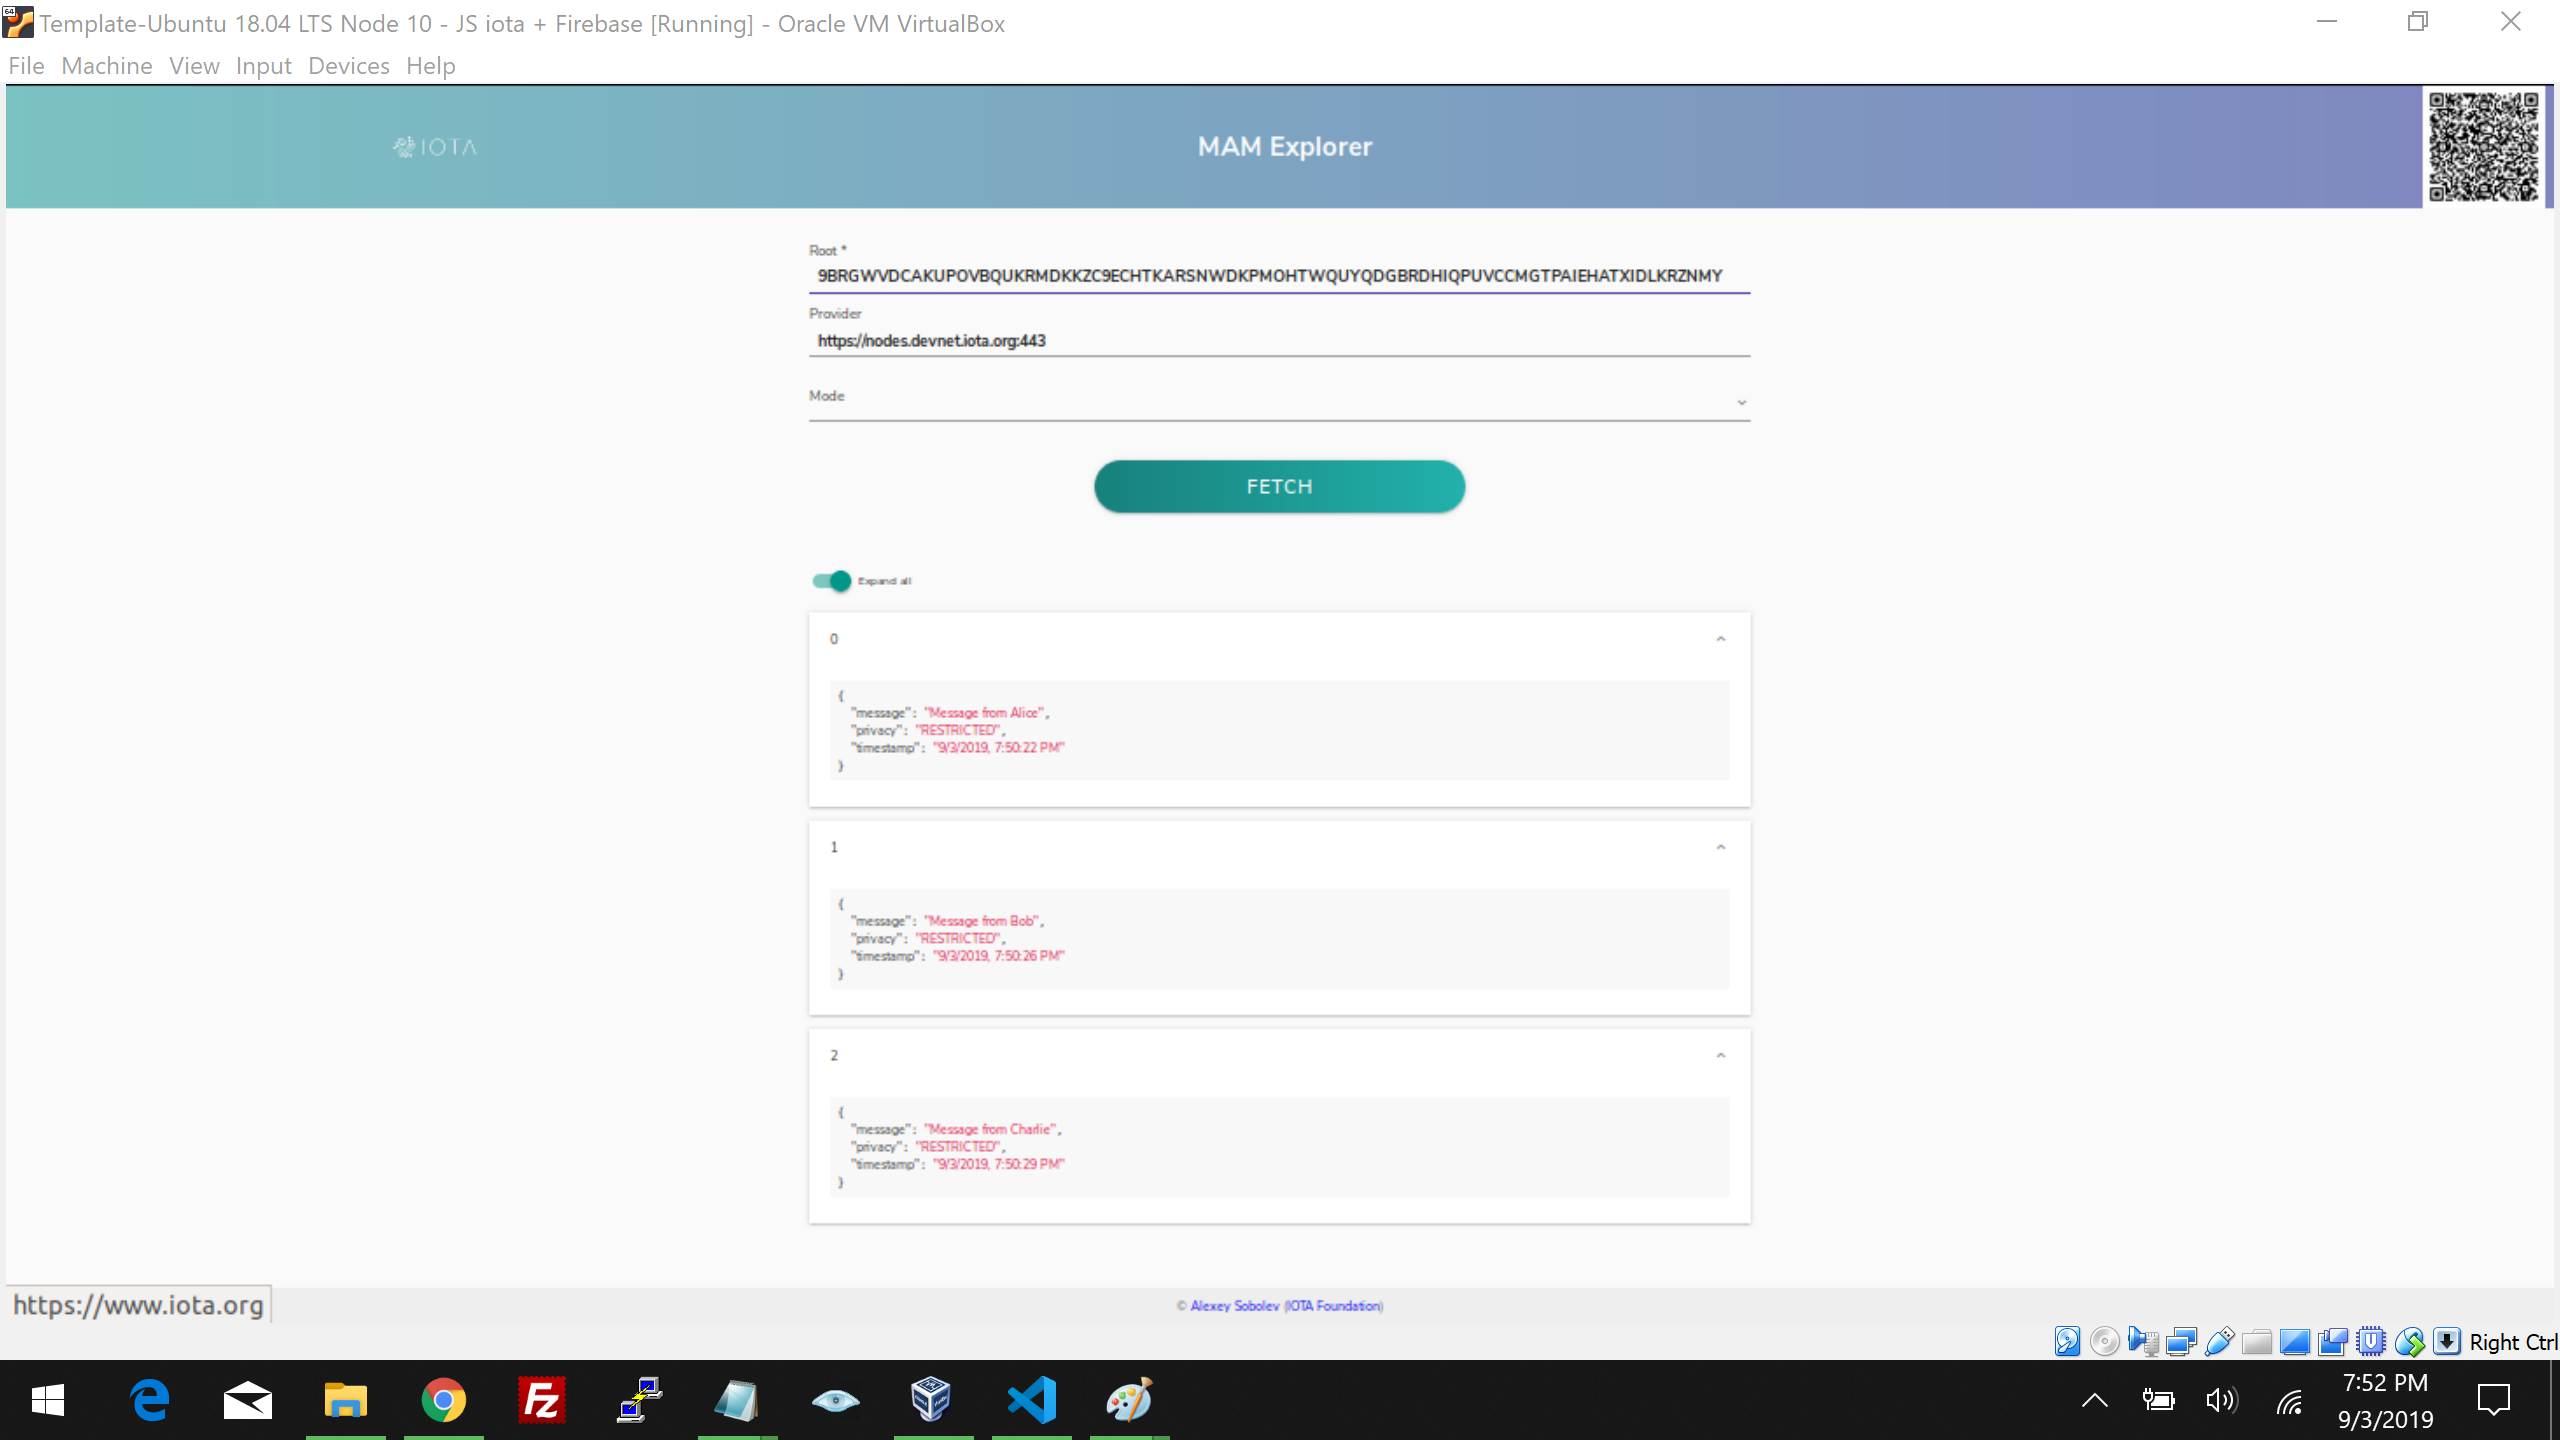 Template-Ubuntu 18.04 LTS Node 10 - JS iota + Firebase [Running] - Oracle VM VirtualBox
File Machine View Input Devices Help
IOTA
MAM Explorer
Root *
9BRGWVDCAKUPOVBQUKRMDKKZC9ECHTKARSNWDKPMOHTWQUYQDGBRDHIQPUVCCMGTPAIEHATXIDLKRZNMY
Provider
https://nodes.devnet.iota.org:443
Mode
FETCH
Expand all
0
{
"message": "Message from Alice",
"privacy": "RESTRICTED",
"timestamp": "9/3/2019, 7:50:22 PM"
}
1
{
"message": "Message from Bob",
"privacy": "RESTRICTED",
"timestamp": "9/3/2019, 7:50:26 PM"
}
2
{
"message": "Message from Charlie",
"privacy": "RESTRICTED",
"timestamp": "9/3/2019, 7:50:29 PM"
}
https://www.iota.org
© Alexey Sobolev (IOTA Foundation)
Right Ctrl
7:52 PM
9/3/2019